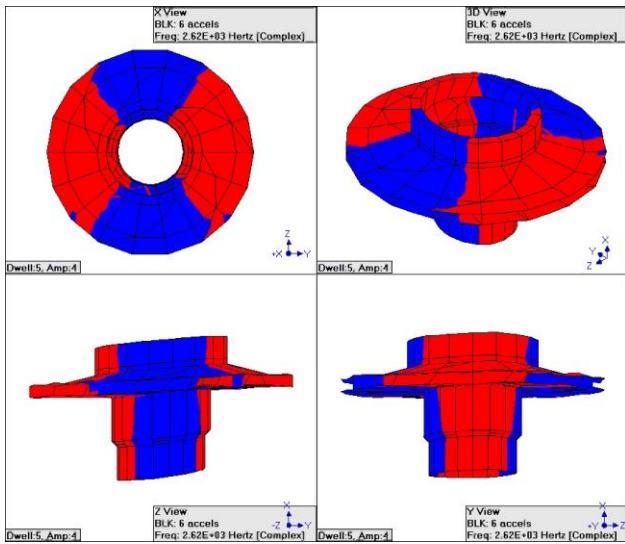 X View
BLK: 6 accels
Freq: 2.62E+03 Hertz [Complex]
Z
+X
Y
Dwell:5, Amp:4
3D View
BLK: 6 accels
Freq: 2.62E+03 Hertz [Complex]
X
Y
Z
Dwell:5, Amp:4
X
-Z
Y
Z View
BLK: 6 accels
Freq: 2.62E+03 Hertz [Complex]
Dwell:5, Amp:4
X
+Y
Z
Y View
BLK: 6 accels
Freq: 2.62E+03 Hertz [Complex]
Dwell:5, Amp:4